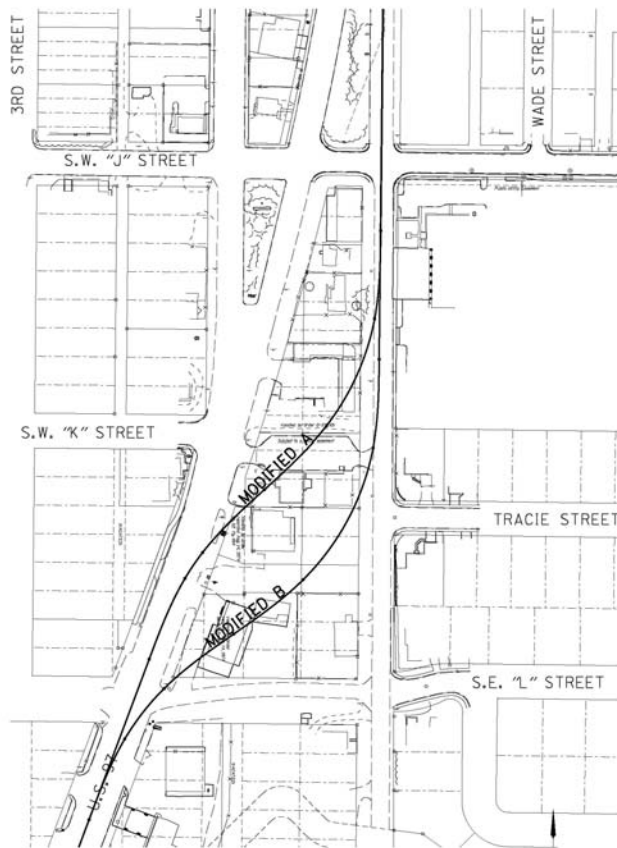 3RD STREET
WADE STREET
S.W. "J" STREET
S.W. "K" STREET
MODIFIED A
TRACIE STREET
MODIFIED B
S.E. "L" STREET
U.S. 97